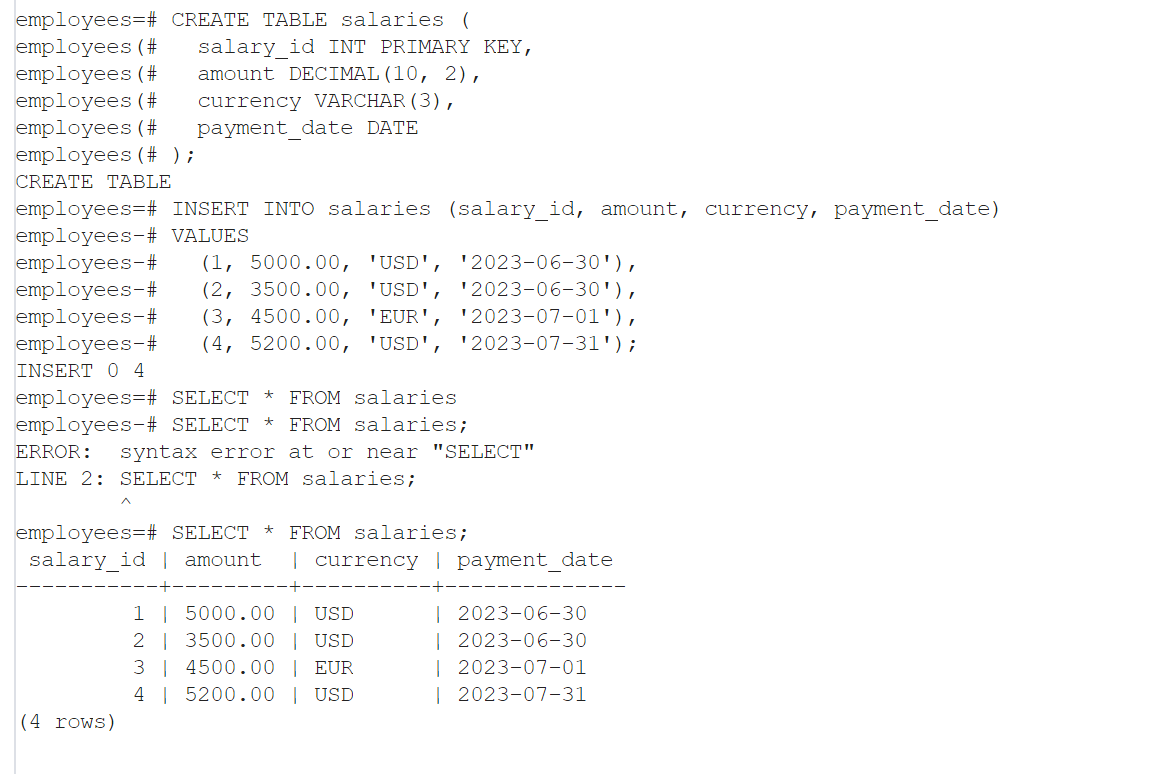 employees=# CREATE TABLE salaries (
employees(#   salary_id INT PRIMARY KEY,
employees(#   amount DECIMAL(10, 2),
employees(#   currency VARCHAR(3),
employees(#   payment_date DATE
employees(# );
CREATE TABLE
employees=# INSERT INTO salaries (salary_id, amount, currency, payment_date)
employees-# VALUES
employees-#   (1, 5000.00, 'USD', '2023-06-30'),
employees-#   (2, 3500.00, 'USD', '2023-06-30'),
employees-#   (3, 4500.00, 'EUR', '2023-07-01'),
employees-#   (4, 5200.00, 'USD', '2023-07-31');
INSERT 0 4
employees=# SELECT * FROM salaries
employees-# SELECT * FROM salaries;
ERROR:  syntax error at or near "SELECT"
LINE 2: SELECT * FROM salaries;
        ^
employees=# SELECT * FROM salaries;
 salary_id | amount  | currency | payment_date
-----------+---------+----------+--------------
         1 | 5000.00 | USD      | 2023-06-30
         2 | 3500.00 | USD      | 2023-06-30
         3 | 4500.00 | EUR      | 2023-07-01
         4 | 5200.00 | USD      | 2023-07-31
(4 rows)